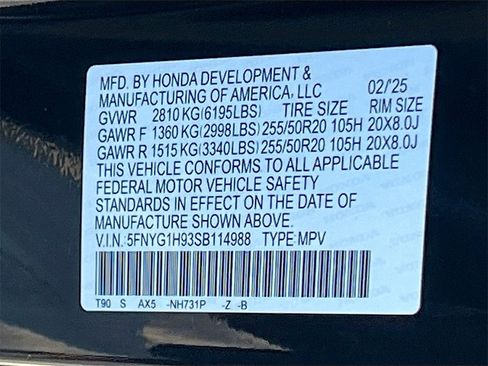 MFD. BY HONDA DEVELOPMENT &
MANUFACTURING OF AMERICA, LLC 02/'25
GVWR 2810 KG(6195LBS) TIRE SIZE RIM SIZE
GAWR F 1360 KG(2998LBS) 255/50R20 105H 20X8.0J
GAWR R 1515 KG(3340LBS) 255/50R20 105H 20X8.0J
THIS VEHICLE CONFORMS TO ALL APPLICABLE
FEDERAL MOTOR VEHICLE SAFETY
STANDARDS IN EFFECT ON THE DATE OF
MANUFACTURE SHOWN ABOVE.
V.I.N.: 5FNYG1H93SB114988 TYPE: MPV
T90 S AX5 -NH731P -Z -B